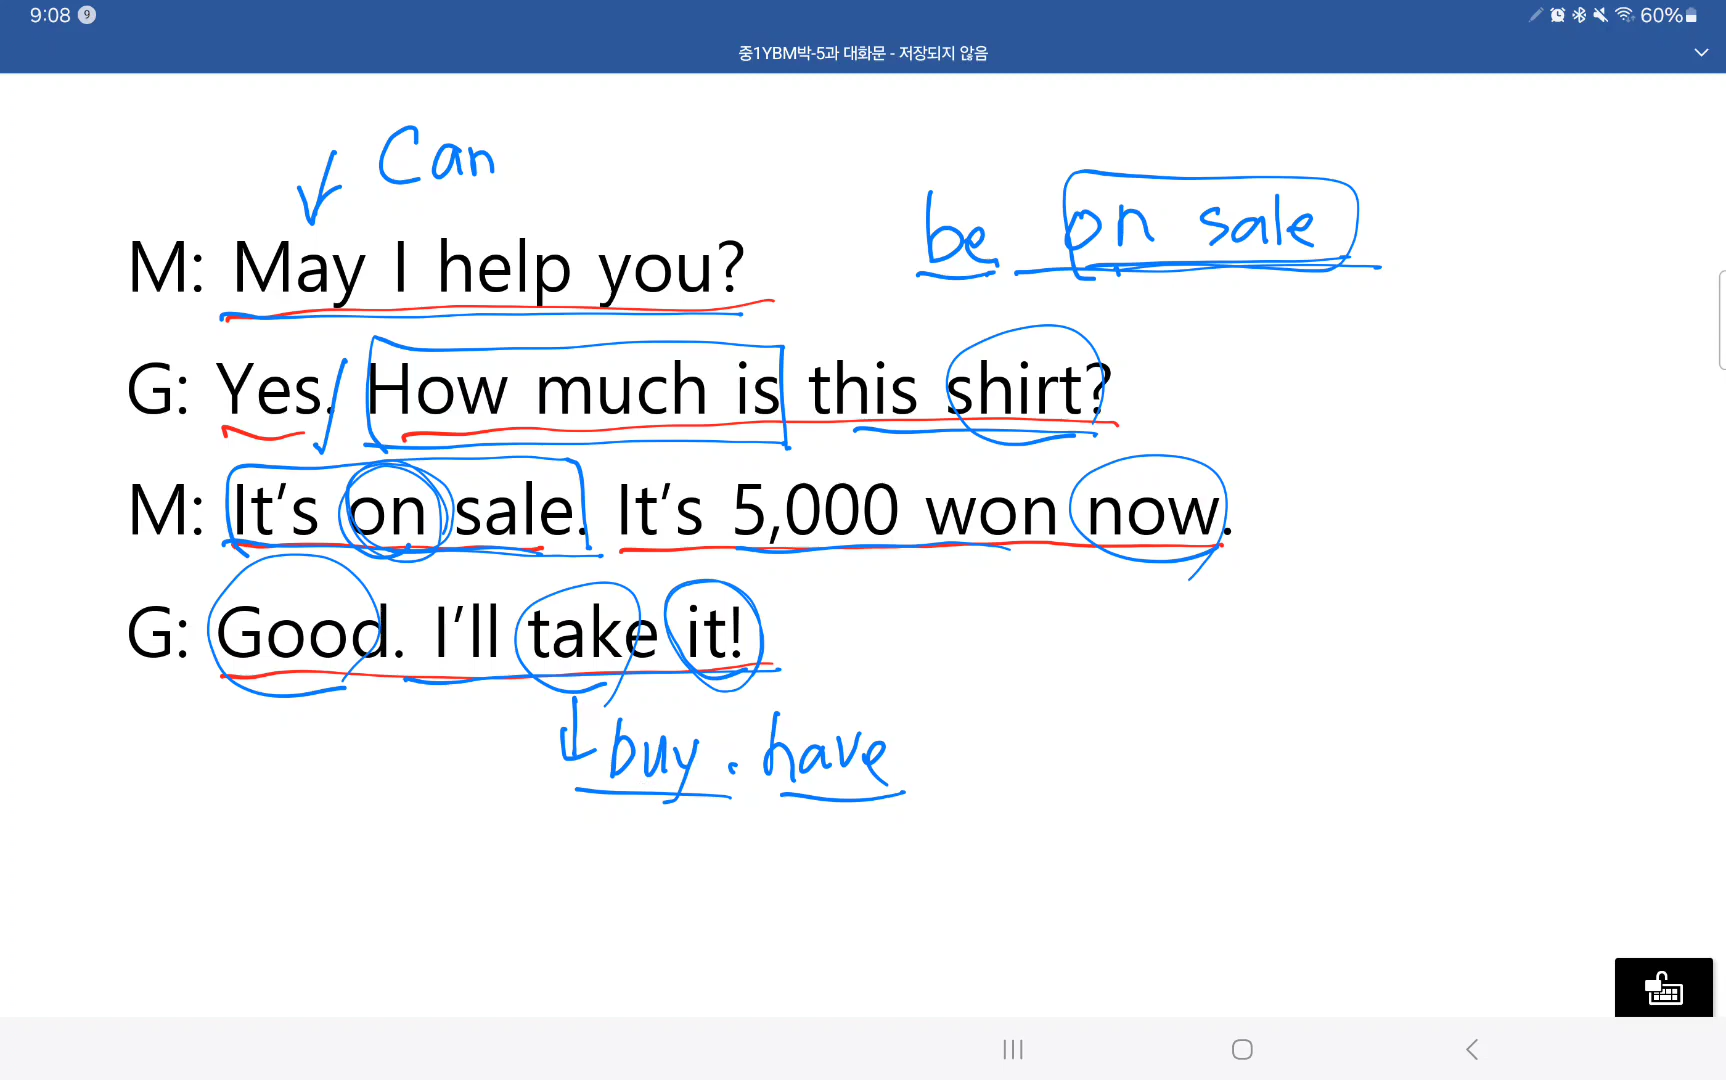 9:08 9 60%
중1YBM박-5과 대화문 - 저장되지 않음
Can
be on sale
M: May I help you?
G: Yes. How much is this shirt?
M: It's on sale. It's 5,000 won now.
G: Good. I'll take it!
buy. have